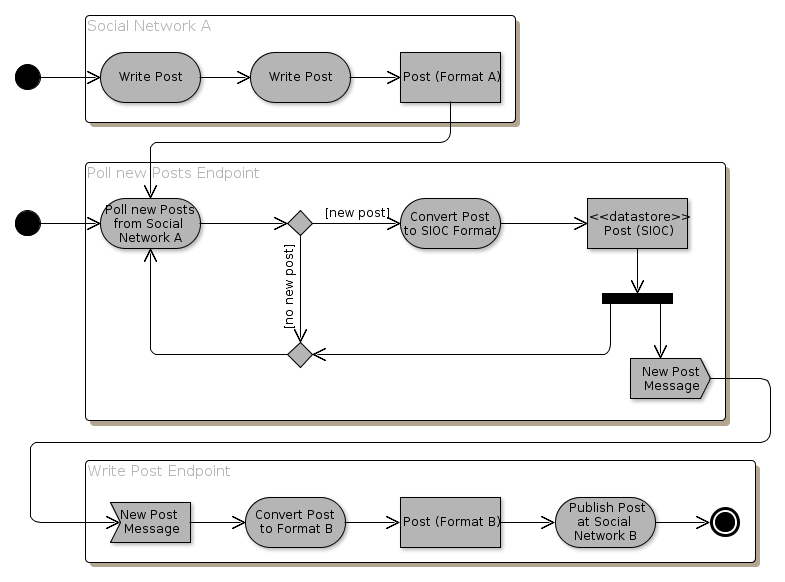 Social Network A
Write Post
Write Post
Post (Format A)
Poll new Posts Endpoint
Poll new Posts
from Social
Network A
[new post]
Convert Post
to SIOC Format
<<datastore>>
Post (SIOC)
[no new post]
New Post
Message
Write Post Endpoint
New Post
Message
Convert Post
to Format B
Post (Format B)
Publish Post
at Social
Network B